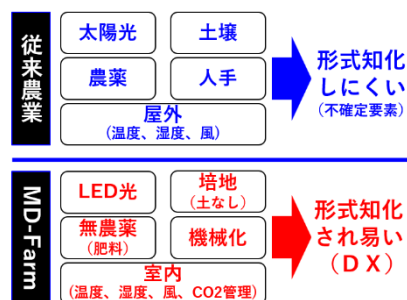 従来農業
太陽光
土壌
農薬
人手
屋外
(温度、湿度、風)
形式知化
しにくい
(不確定要素)
MD-Farm
LED光
培地
(土なし)
無農薬
(肥料)
機械化
室内
(温度、湿度、風、CO2管理)
形式知化
され易い
(DX)